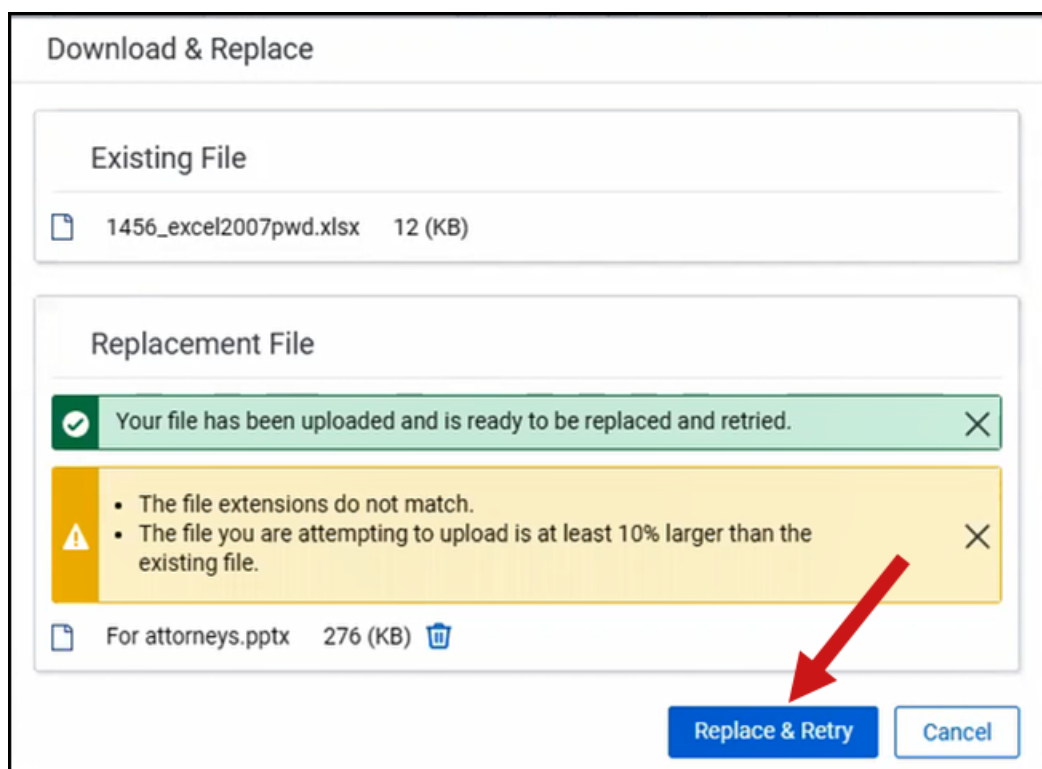 Download & Replace
Existing File
1456_excel2007pwd.xlsx 12 (KB)
Replacement File
Your file has been uploaded and is ready to be replaced and retried.
• The file extensions do not match.
• The file you are attempting to upload is at least 10% larger than the
existing file.
For attorneys.pptx 276 (KB)
Replace & Retry Cancel